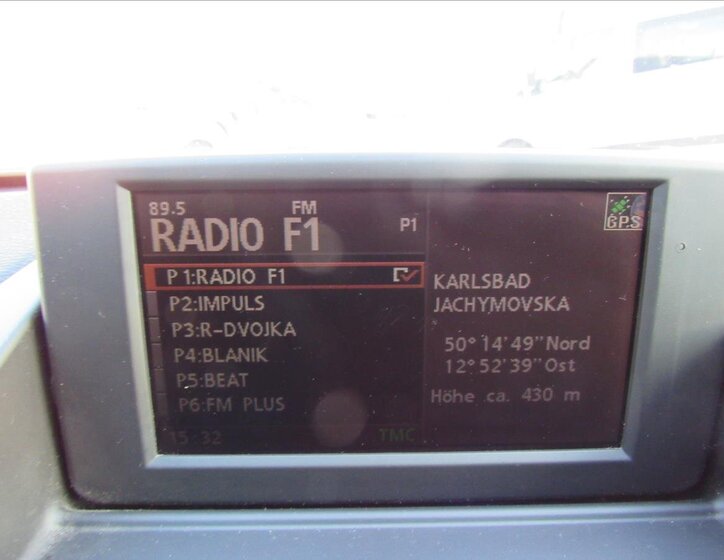 89.5 FM
RADIO F1 P1
P1:RADIO F1
P2:IMPULS
P3:R-DVOJKA
P4:BLANIK
P5:BEAT
P6:FM PLUS
15:32 TMC
GPS
KARLSBAD
JACHYMOVSKA
50°14'49"Nord
12°52'39"Ost
Höhe ca. 430 m